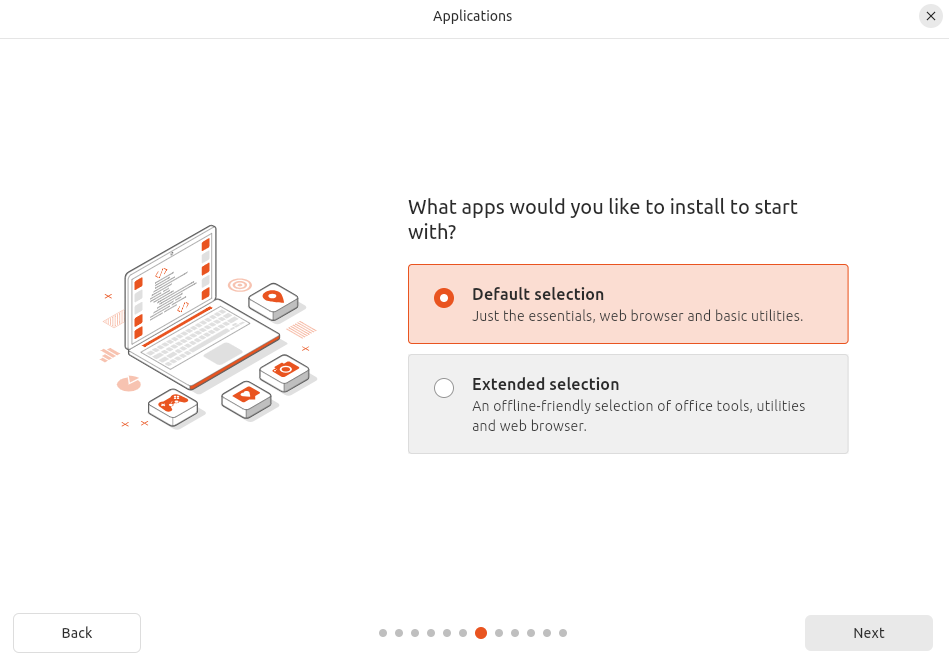 Applications
What apps would you like to install to start
with?
Default selection
Just the essentials, web browser and basic utilities.
Extended selection
An offline-friendly selection of office tools, utilities
and web browser.
Back
Next